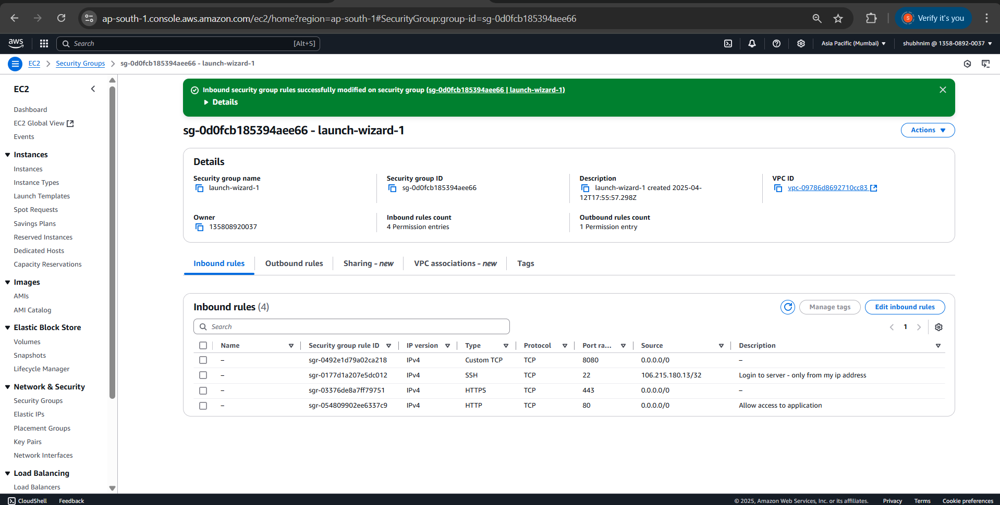 ap-south-1.console.aws.amazon.com/ec2/home?region=ap-south-1#SecurityGroup:group-id=sg-0d0fcb185394aee66
S Verify it's you
aws Search [Alt+S] Asia Pacific (Mumbai) shubhnim @ 1358-0892-0037
EC2 Security Groups sg-0d0fcb185394aee66 - launch-wizard-1
EC2
Dashboard
EC2 Global View
Events
Instances
Instances
Instance Types
Launch Templates
Spot Requests
Savings Plans
Reserved Instances
Dedicated Hosts
Capacity Reservations
Images
AMIs
AMI Catalog
Elastic Block Store
Volumes
Snapshots
Lifecycle Manager
Network & Security
Security Groups
Elastic IPs
Placement Groups
Key Pairs
Network Interfaces
Load Balancing
Load Balancers
Inbound security group rules successfully modified on security group (sg-0d0fcb185394aee66 | launch-wizard-1)
Details
sg-0d0fcb185394aee66 - launch-wizard-1
Actions
Details
Security group name
launch-wizard-1
Security group ID
sg-0d0fcb185394aee66
Description
launch-wizard-1 created 2025-04-
12T17:55:57.298Z
VPC ID
vpc-09786d8692710cc83
Owner
135808920037
Inbound rules count
4 Permission entries
Outbound rules count
1 Permission entry
Inbound rules Outbound rules Sharing - new VPC associations - new Tags
Inbound rules (4)
Manage tags Edit inbound rules
Search
1
Name Security group rule ID IP version Type Protocol Port ra... Source Description
– sgr-0492e1d79a02ca218 IPv4 Custom TCP TCP 8080 0.0.0.0/0 –
– sgr-0177d1a207e5dc012 IPv4 SSH TCP 22 106.215.180.13/32 Login to server - only from my ip address
– sgr-03376de8a7ff79751 IPv4 HTTPS TCP 443 0.0.0.0/0 –
– sgr-054809902ee6337c9 IPv4 HTTP TCP 80 0.0.0.0/0 Allow access to application
CloudShell Feedback © 2025, Amazon Web Services, Inc. or its affiliates. Privacy Terms Cookie preferences